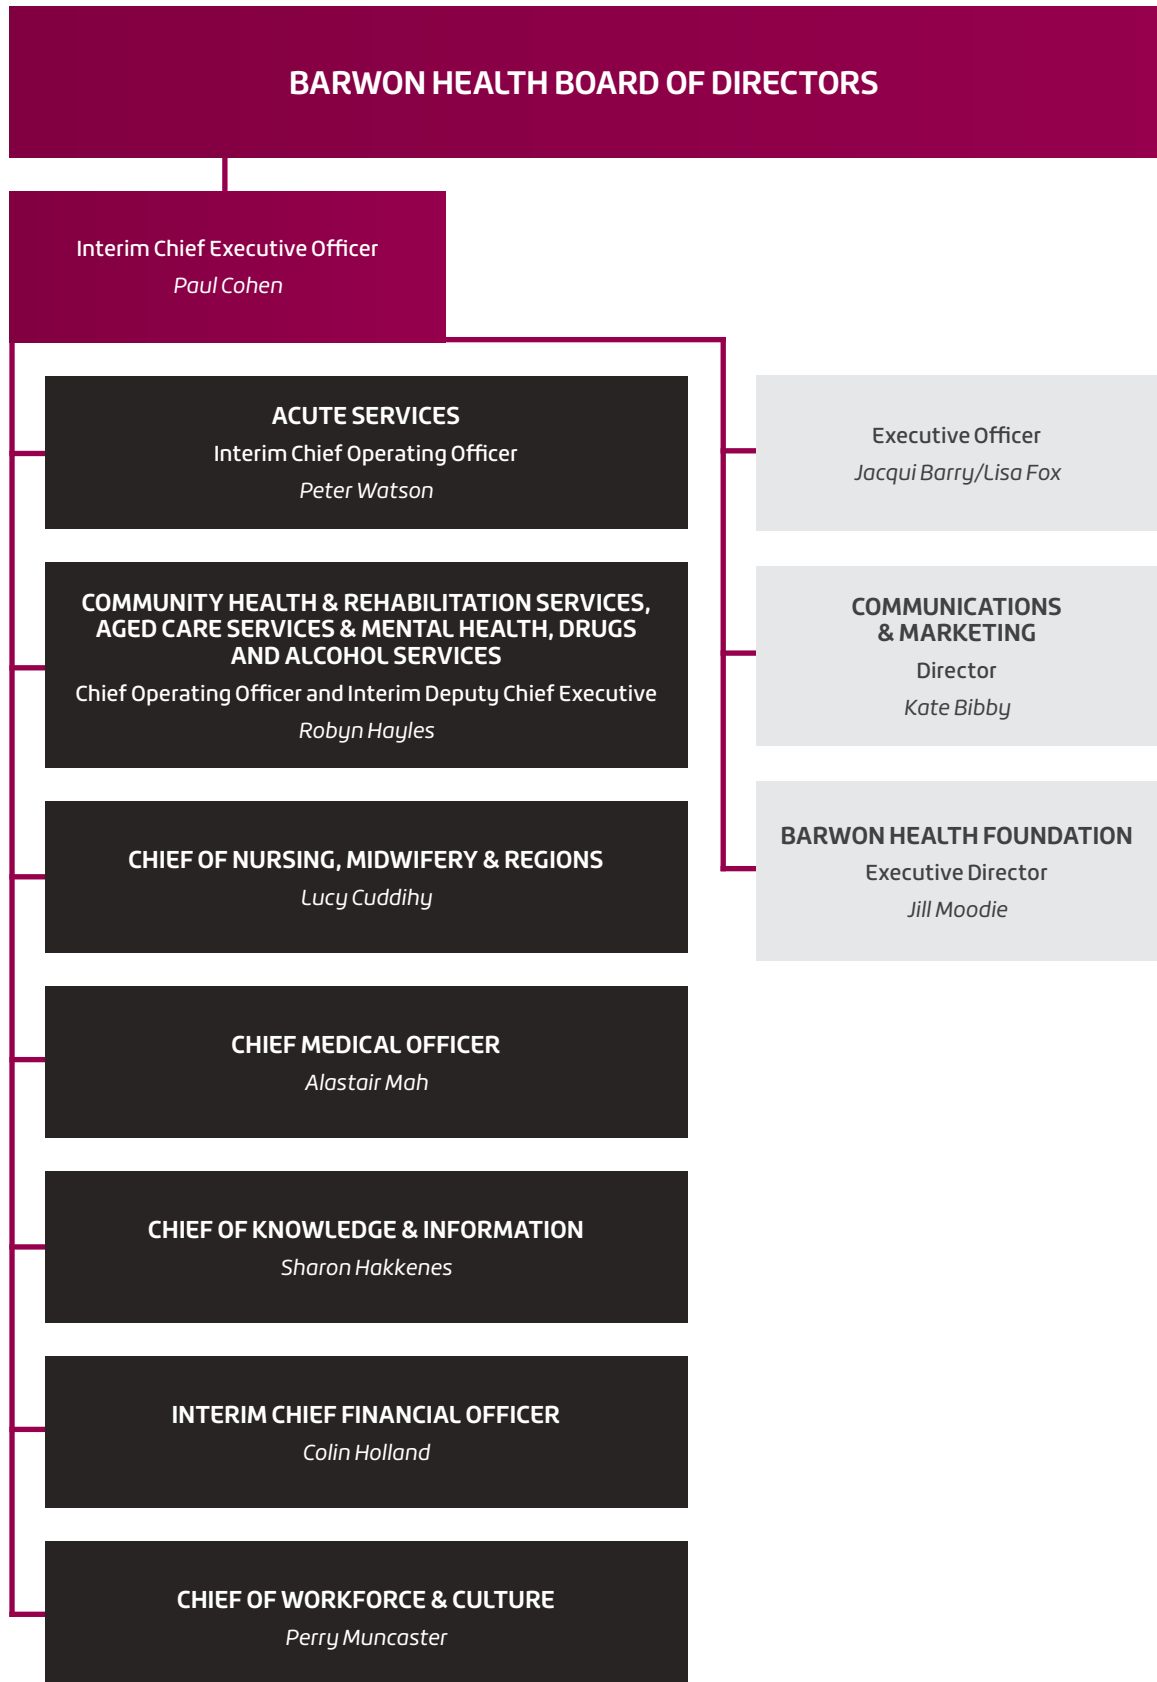 BARWON HEALTH BOARD OF DIRECTORS
Interim Chief Executive Officer
Paul Cohen
ACUTE SERVICES
Interim Chief Operating Officer
Peter Watson
COMMUNITY HEALTH & REHABILITATION SERVICES,
AGED CARE SERVICES & MENTAL HEALTH, DRUGS
AND ALCOHOL SERVICES
Chief Operating Officer and Interim Deputy Chief Executive
Robyn Hayles
CHIEF OF NURSING, MIDWIFERY & REGIONS
Lucy Cuddihy
CHIEF MEDICAL OFFICER
Alastair Mah
CHIEF OF KNOWLEDGE & INFORMATION
Sharon Hakkenes
INTERIM CHIEF FINANCIAL OFFICER
Colin Holland
CHIEF OF WORKFORCE & CULTURE
Perry Muncaster
Executive Officer
Jacqui Barry/Lisa Fox
COMMUNICATIONS
& MARKETING
Director
Kate Bibby
BARWON HEALTH FOUNDATION
Executive Director
Jill Moodie